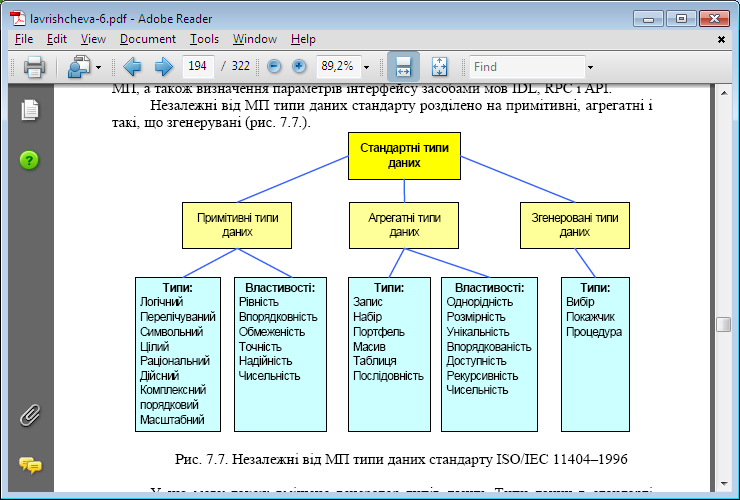 lavrishcheva-6.pdf - Adobe Reader
File Edit View Document Tools Window Help
194 / 322 89,2% Find
МП, а також визначення параметрів інтерфейсу засобами мов IDL, RPC і API.
Незалежні від МП типи даних стандарту розділено на примітивні, агрегатні і
такі, що згенерувані (рис. 7.7.).
Стандартні типи
даних
Примітивні типи
даних
Агрегатні типи
даних
Згенеровані типи
даних
Типи:
Логічний
Перелічуваний
Символьний
Цілий
Раціональний
Дійсний
Комплексний
порядковий
Масштабний
Властивості:
Рівність
Впорядковність
Обмеженість
Точність
Надійність
Чисельність
Типи:
Запис
Набір
Портфель
Масив
Таблиця
Послідовність
Властивості:
Однорідність
Розмірність
Унікальність
Впорядкованість
Доступність
Рекурсивність
Чисельність
Типи:
Вибір
Покажчик
Процедура
Рис. 7.7. Незалежні від МП типи даних стандарту ISO/IEC 11404–1996